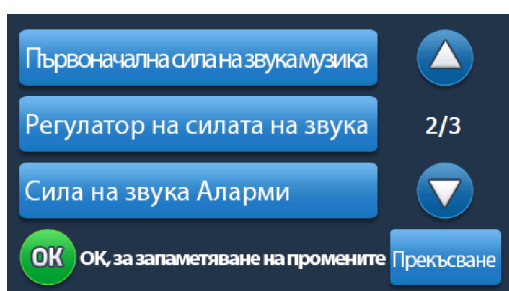 Първоначална сила на звука музика
Регулатор на силата на звука
2/3
Сила на звука Аларми
OK OK, за запаметяване на промените
Прекъсване